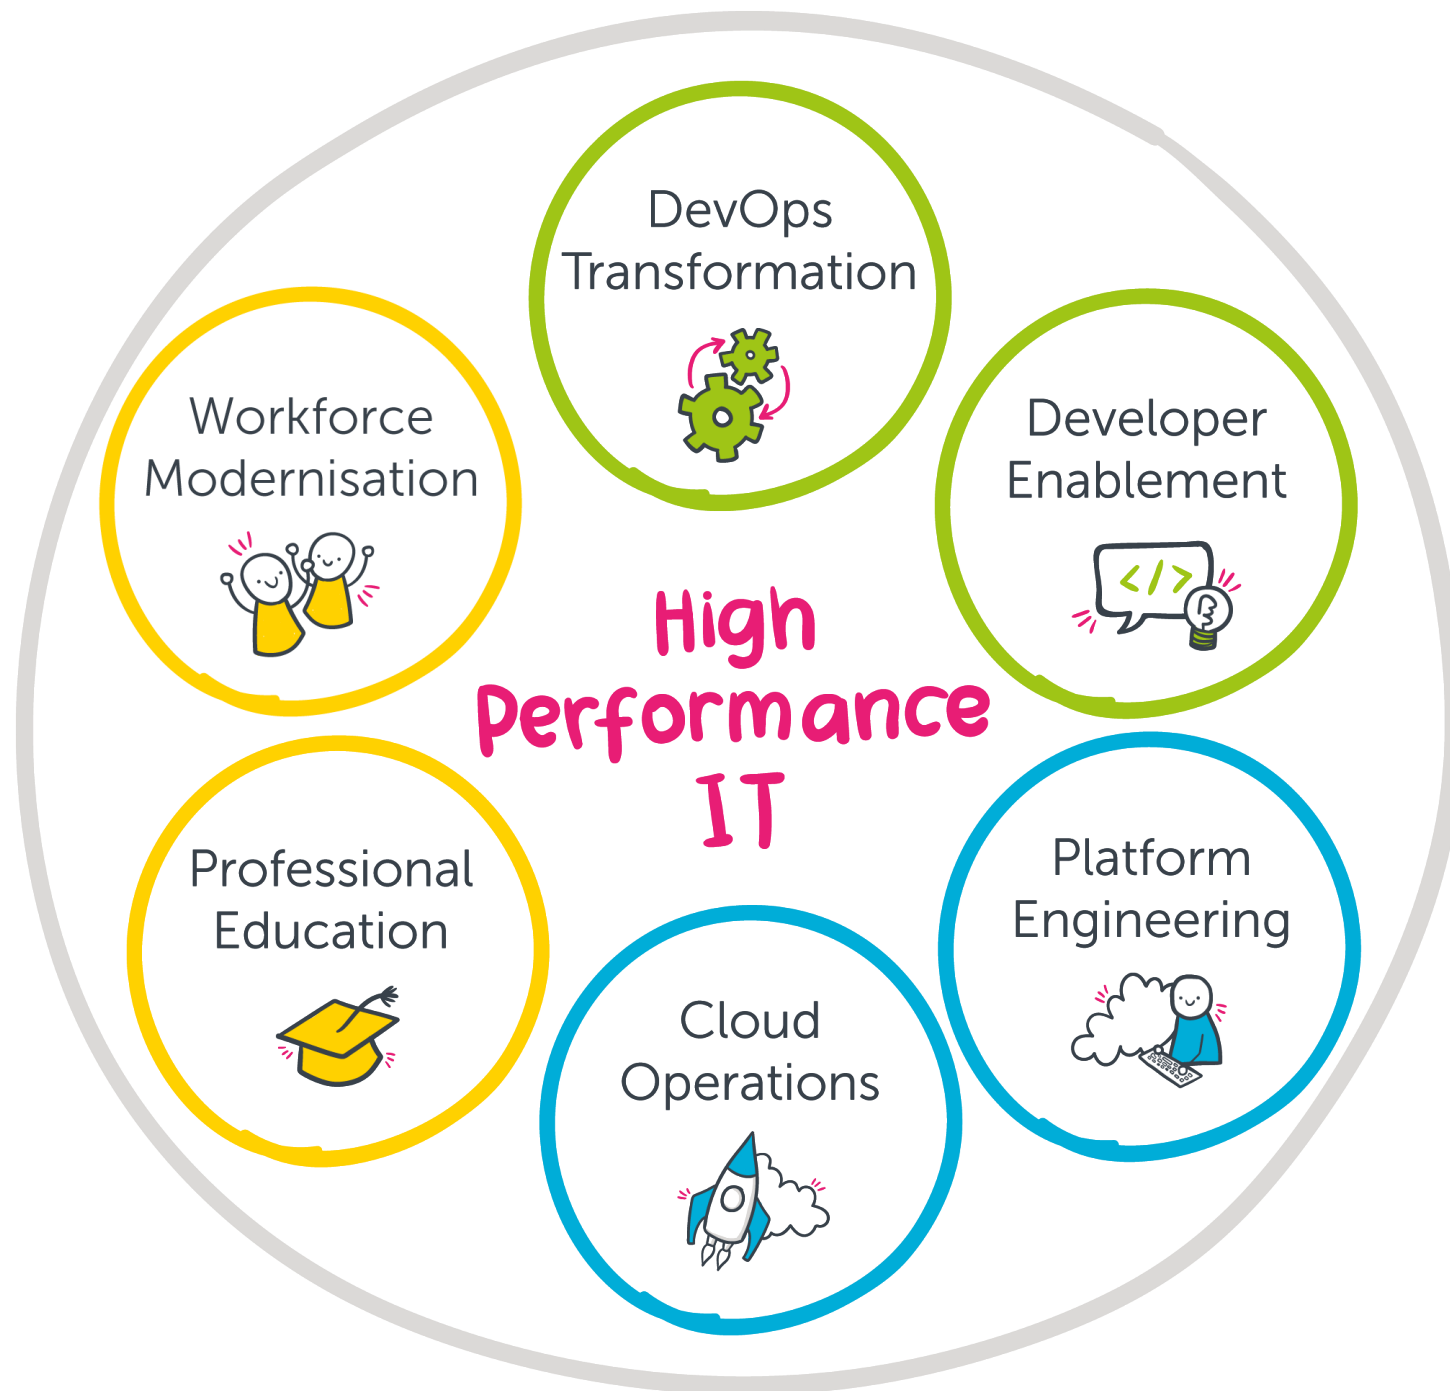 DevOps
Transformation
Developer
Enablement
</>
Platform
Engineering
Cloud
Operations
Professional
Education
Workforce
Modernisation
High
Performance
IT